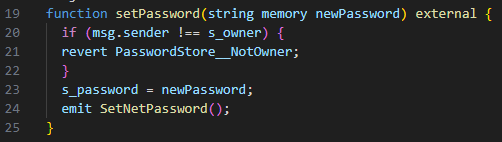 19 function setPassword(string memory newPassword) external {
20 if (msg.sender !== s_owner) {
21 revert PasswordStore__NotOwner;
22 }
23 s_password = newPassword;
24 emit SetNetPassword();
25 }